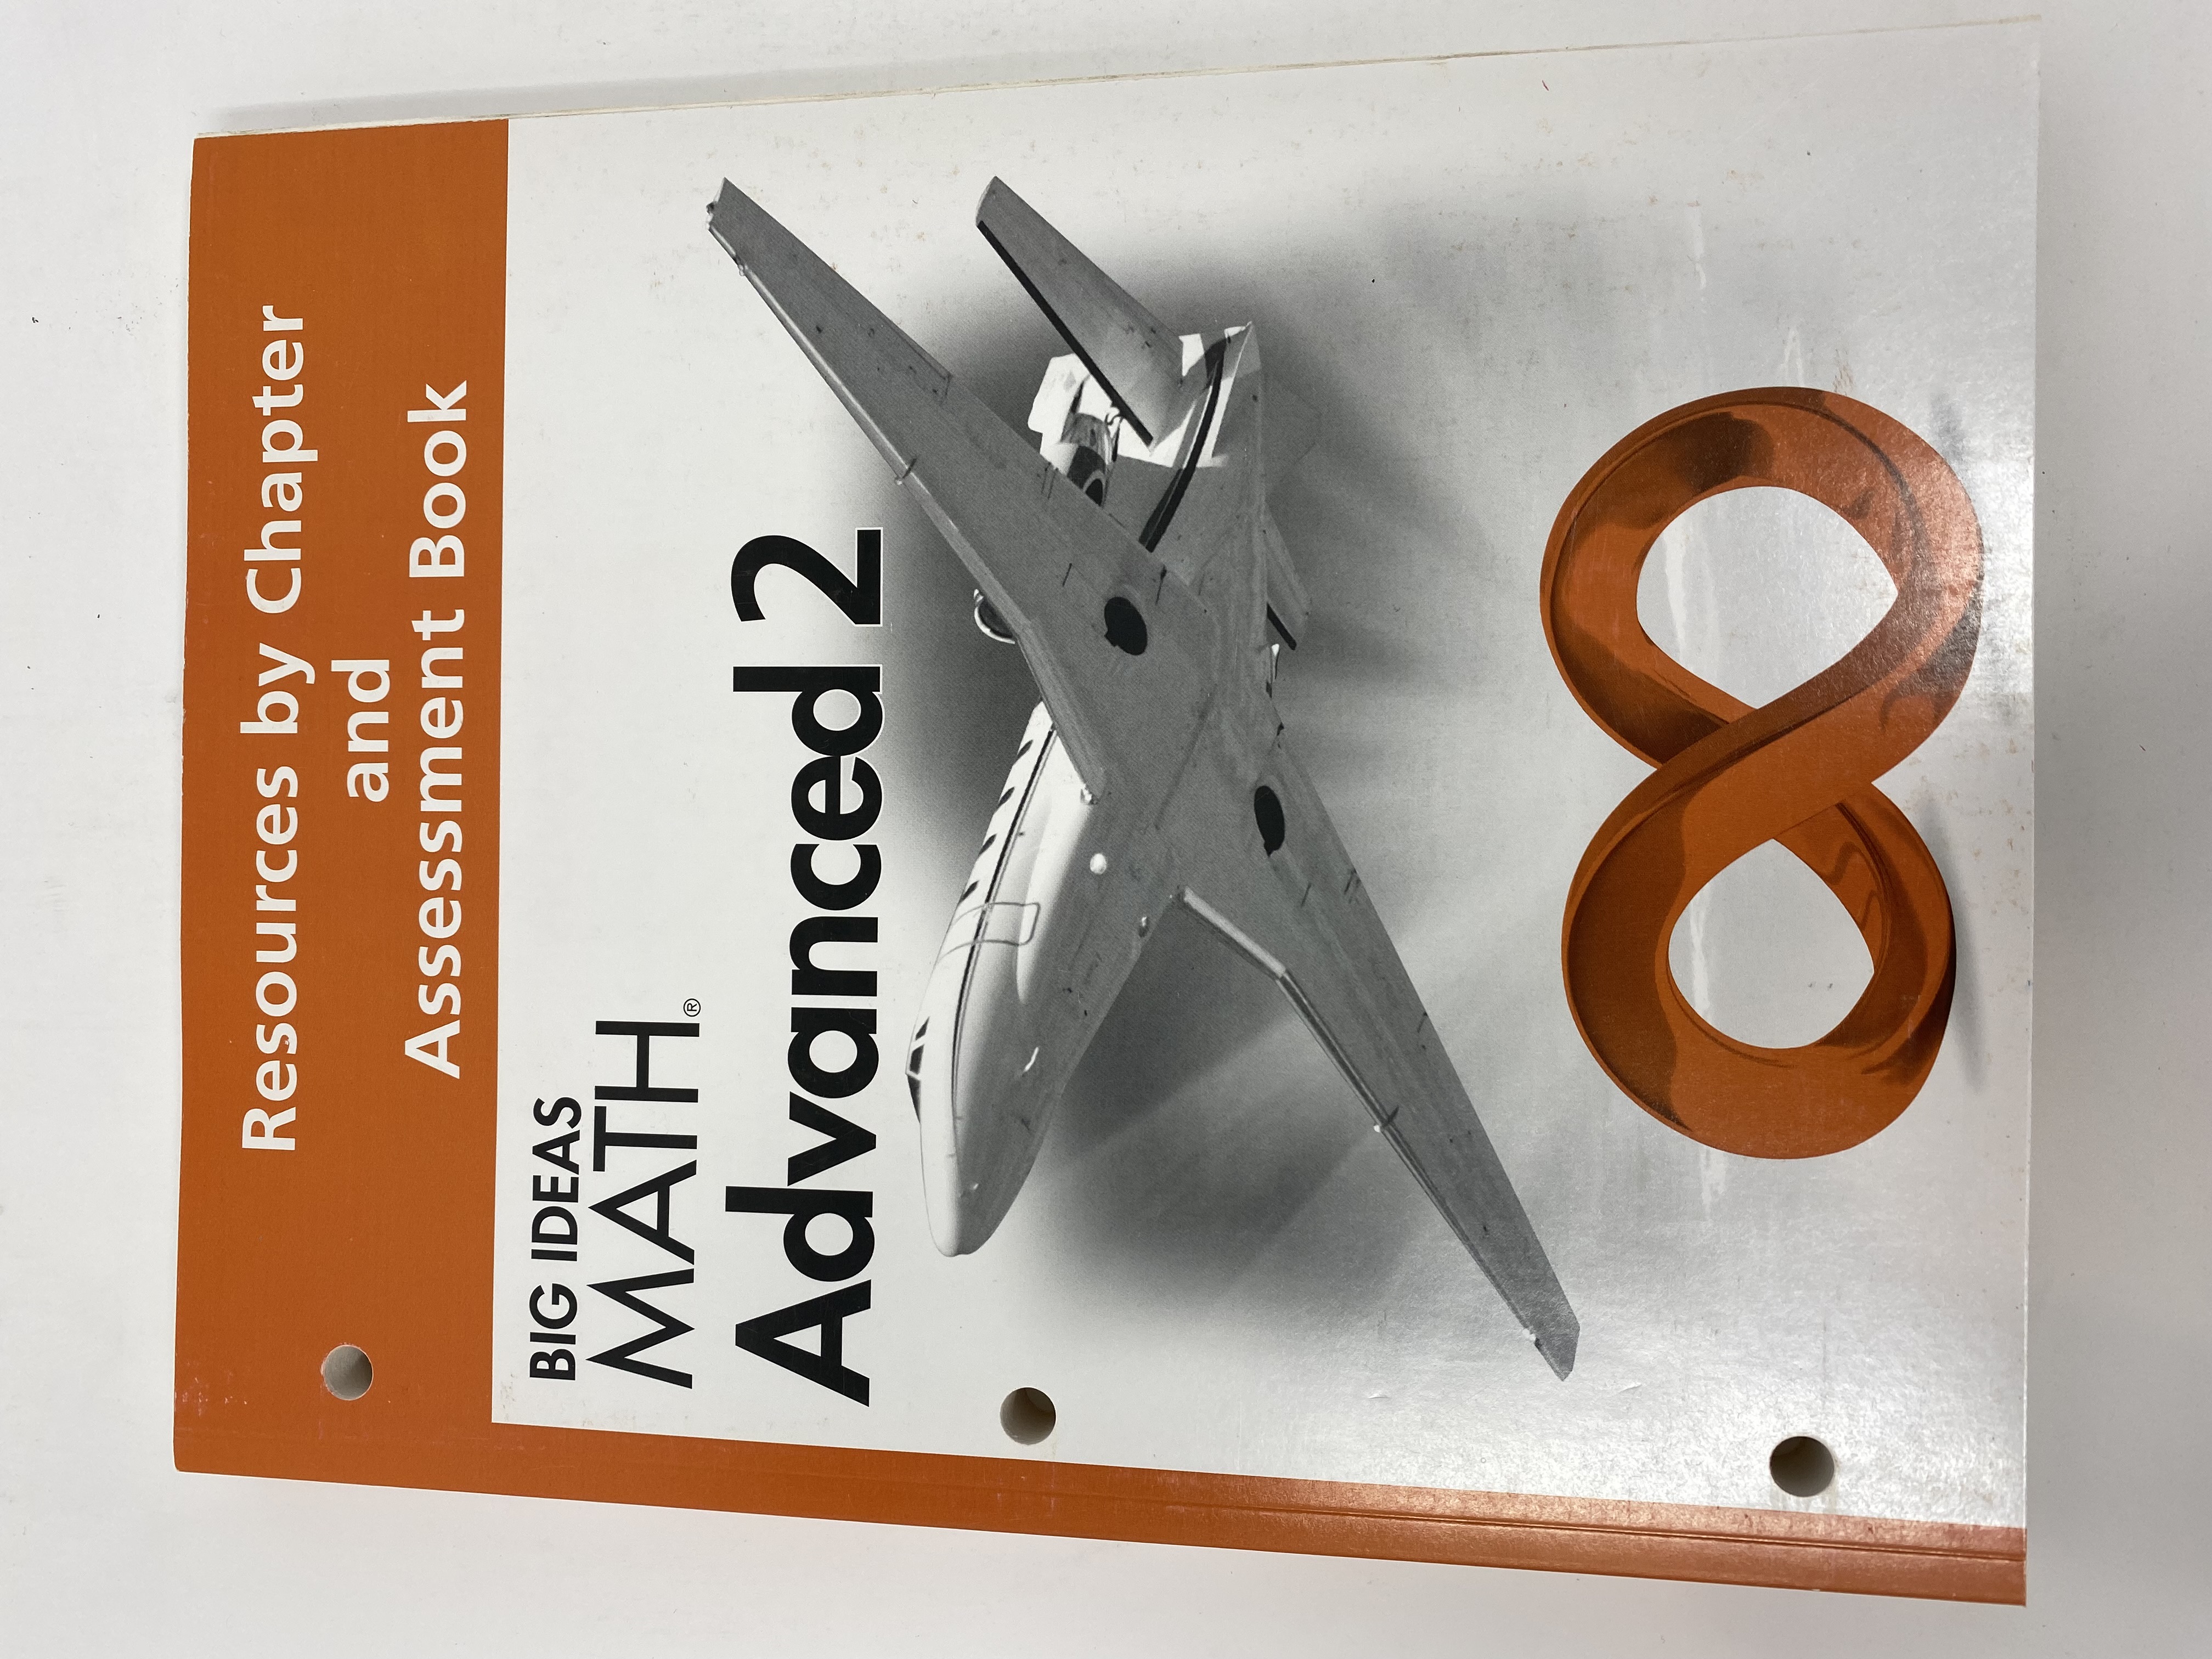 Resources by Chapter
and
Assessment Book
BIG IDEAS
MATH®
Advanced 2